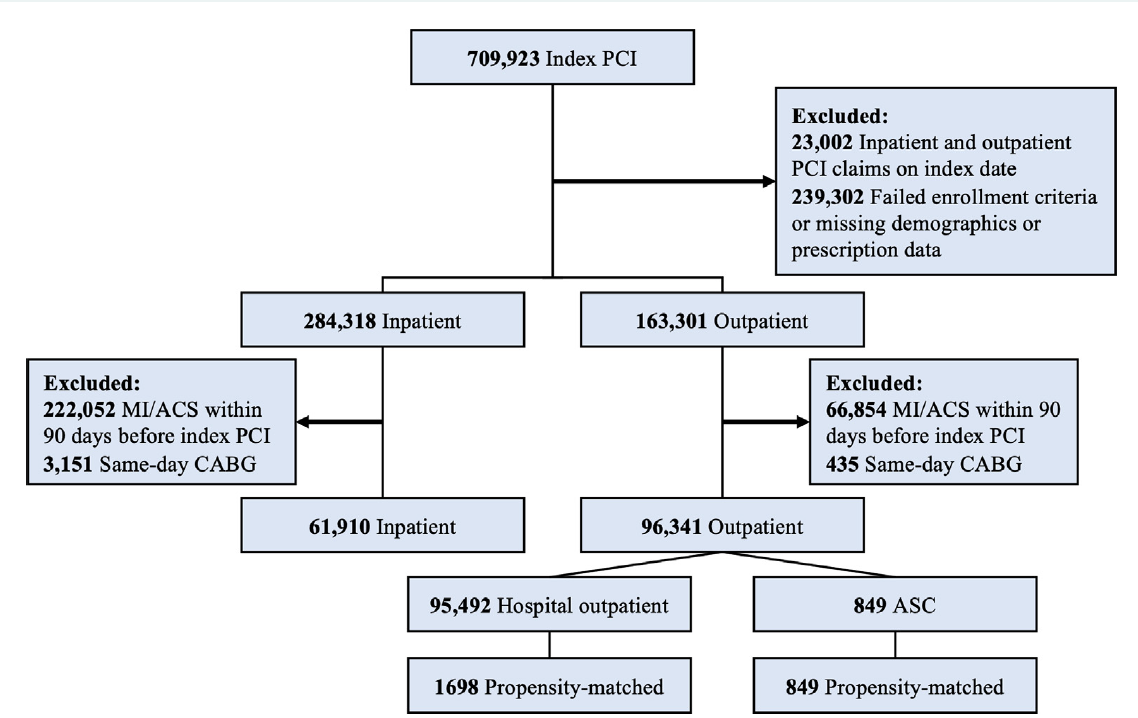 709,923 Index PCI
Excluded:
23,002 Inpatient and outpatient
PCI claims on index date
239,302 Failed enrollment criteria
or missing demographics or
prescription data
284,318 Inpatient
163,301 Outpatient
Excluded:
222,052 MI/ACS within
90 days before index PCI
3,151 Same-day CABG
Excluded:
66,854 MI/ACS within 90
days before index PCI
435 Same-day CABG
61,910 Inpatient
96,341 Outpatient
95,492 Hospital outpatient
849 ASC
1698 Propensity-matched
849 Propensity-matched